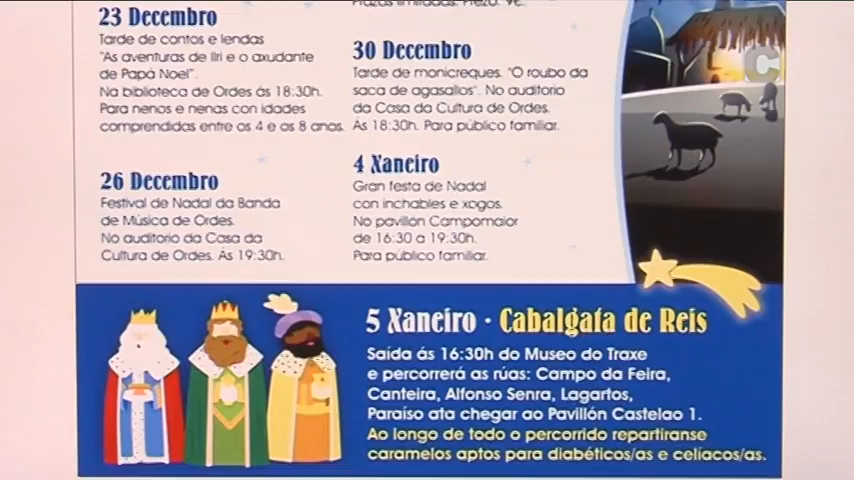 23 Decembro
Tarde de contos e lendas
"As aventuras de Iiri e o axudante
de Papá Noel".
Na biblioteca de Ordes ás 18:30h.
Para nenos e nenas con idades
comprendidas entre os 4 e os 8 anos.
26 Decembro
Festival de Nadal da Banda
de Música de Ordes.
No auditorio da Casa da
Cultura de Ordes. Ás 19:30h.
30 Decembro
Tarde de monicreques. "O roubo da
saca de agasallos". No auditorio
da Casa da Cultura de Ordes.
Ás 18:30h. Para público familiar.
4 Xaneiro
Gran festa de Nadal
con inchables e xogos.
No pavillón Campomaior
de 16:30 a 19:30h.
Para público familiar.
5 Xaneiro · Cabalgata de Reis
Saída ás 16:30h do Museo do Traxe
e percorrerá as rúas: Campo da Feira,
Canteira, Alfonso Senra, Lagartos,
Paraíso ata chegar ao Pavillón Castelao 1.
Ao longo de todo o percorrido repartiranse
caramelos aptos para diabéticos/as e celíacos/as.